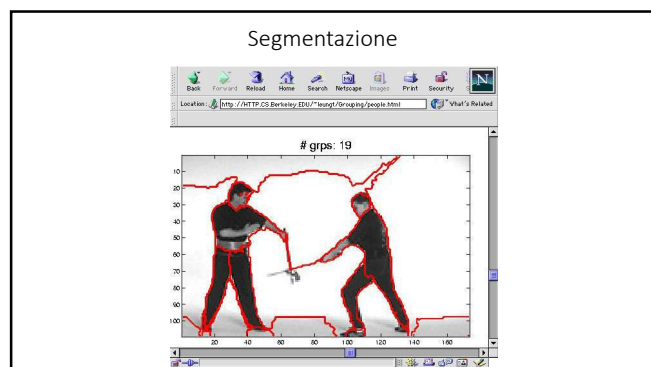 Segmentazione
Back Forward Reload Home Search Netscape Images Print Security
Location: http://HTTP.CS.Berkeley.EDU/~leungt/Grouping/people.html What's Related
N
# grps: 19
10
20
30
40
50
60
70
80
90
100
20 40 60 80 100 120 140 160